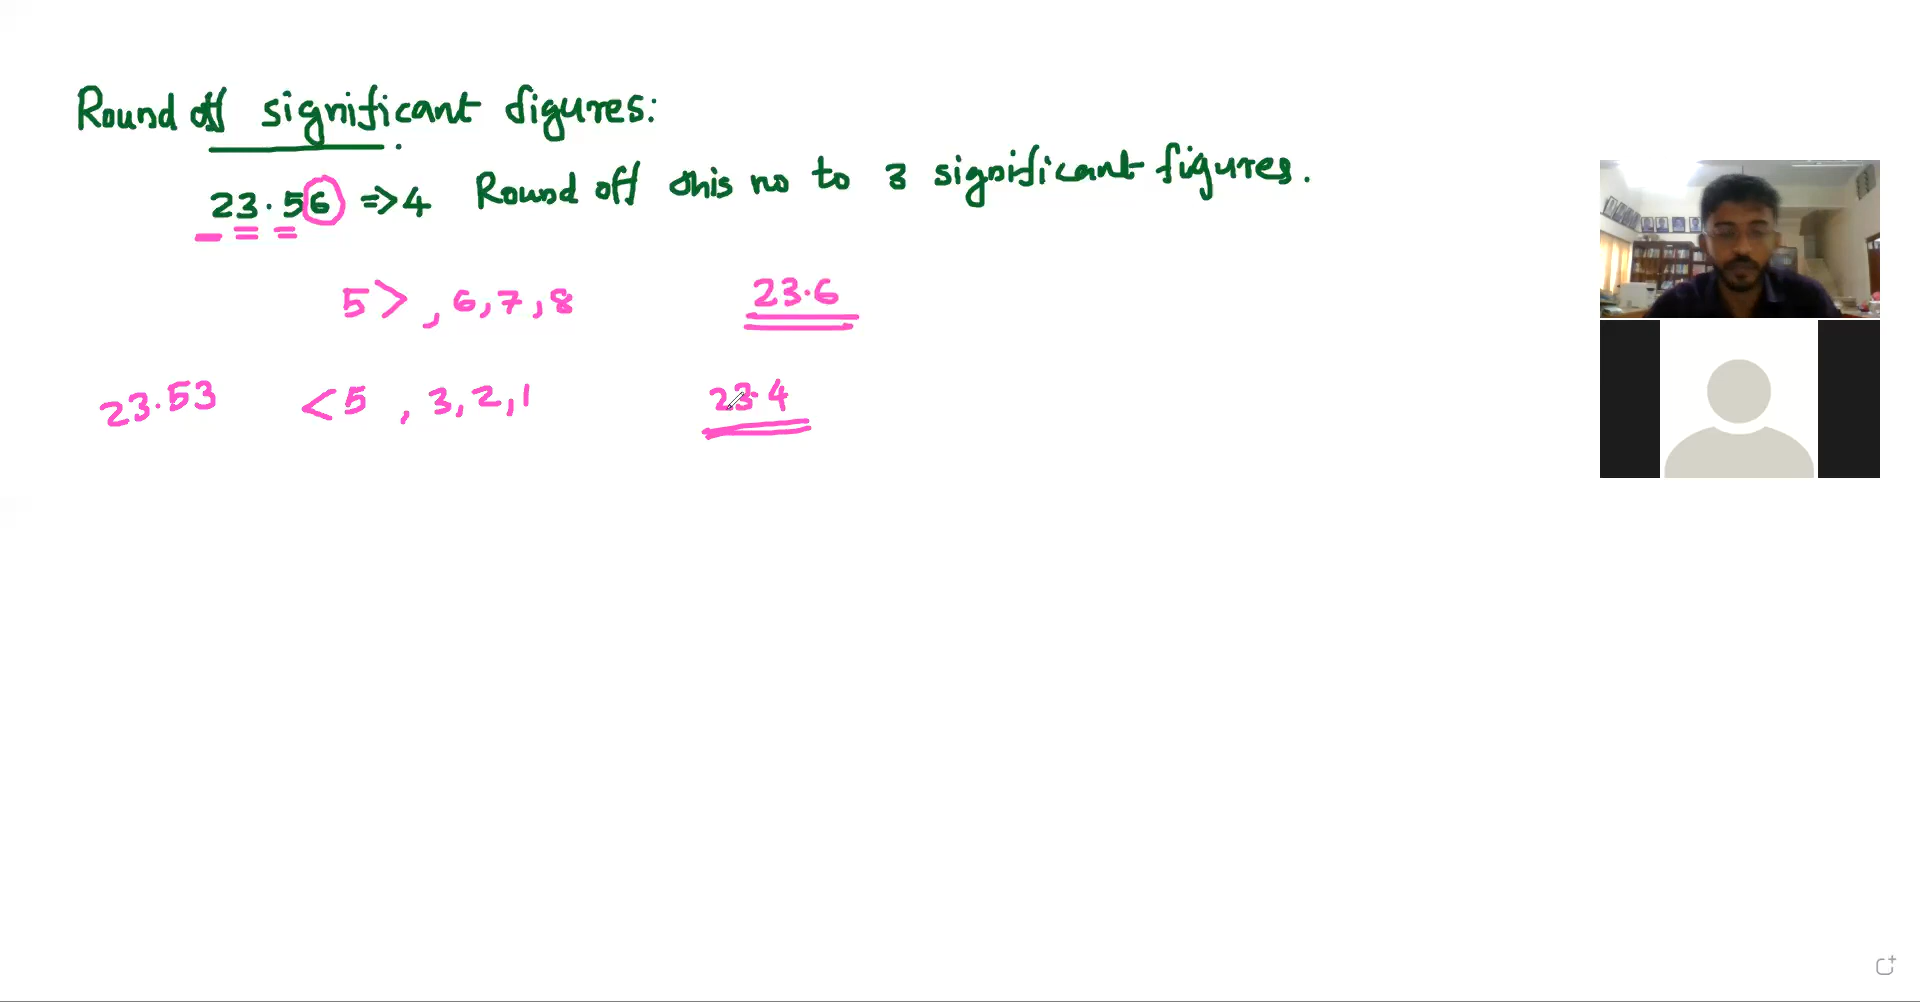 Round off significant figures:
23.56 => 4 Round off this no to 3 significant figures.
5 > , 6, 7, 8 23.6
23.53 < 5 , 3, 2, 1 23.4